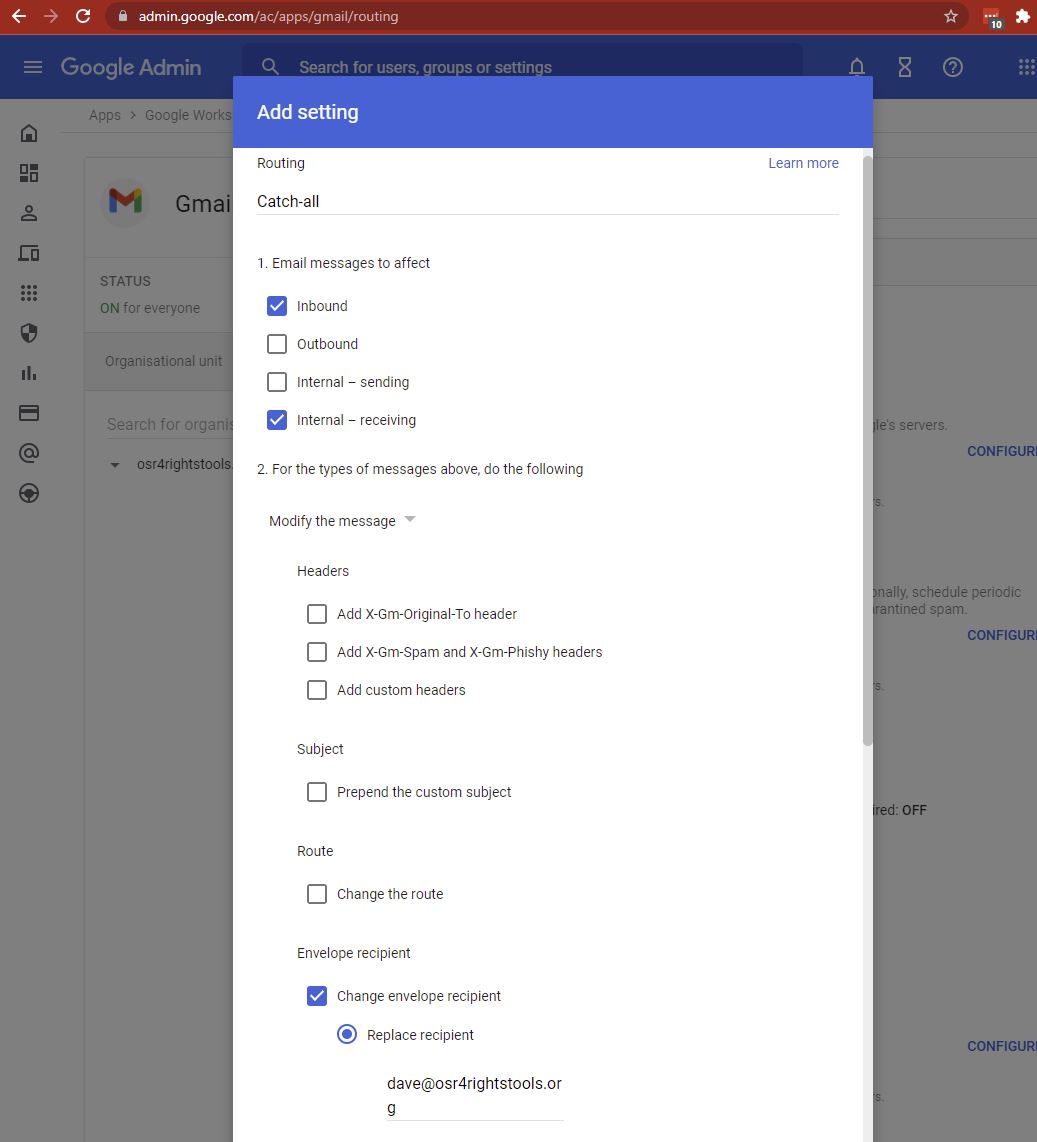 admin.google.com/ac/apps/gmail/routing
10
Google Admin
Search for users, groups or settings
Add setting
Apps > Google Works
Routing
Learn more
Catch-all
Gmai
1. Email messages to affect
STATUS
ON for everyone
Inbound
Outbound
Organisational unit
Internal – sending
Internal – receiving
Search for organis
gle's servers.
CONFIGUR
osr4rightstools.
2. For the types of messages above, do the following
rs.
Modify the message
Headers
onally, schedule periodic
arantined spam.
Add X-Gm-Original-To header
CONFIGUR
Add X-Gm-Spam and X-Gm-Phishy headers
rs.
Add custom headers
Subject
Prepend the custom subject
ired: OFF
Route
Change the route
Envelope recipient
Change envelope recipient
Replace recipient
CONFIGUR
dave@osr4rightstools.or
g
rs.